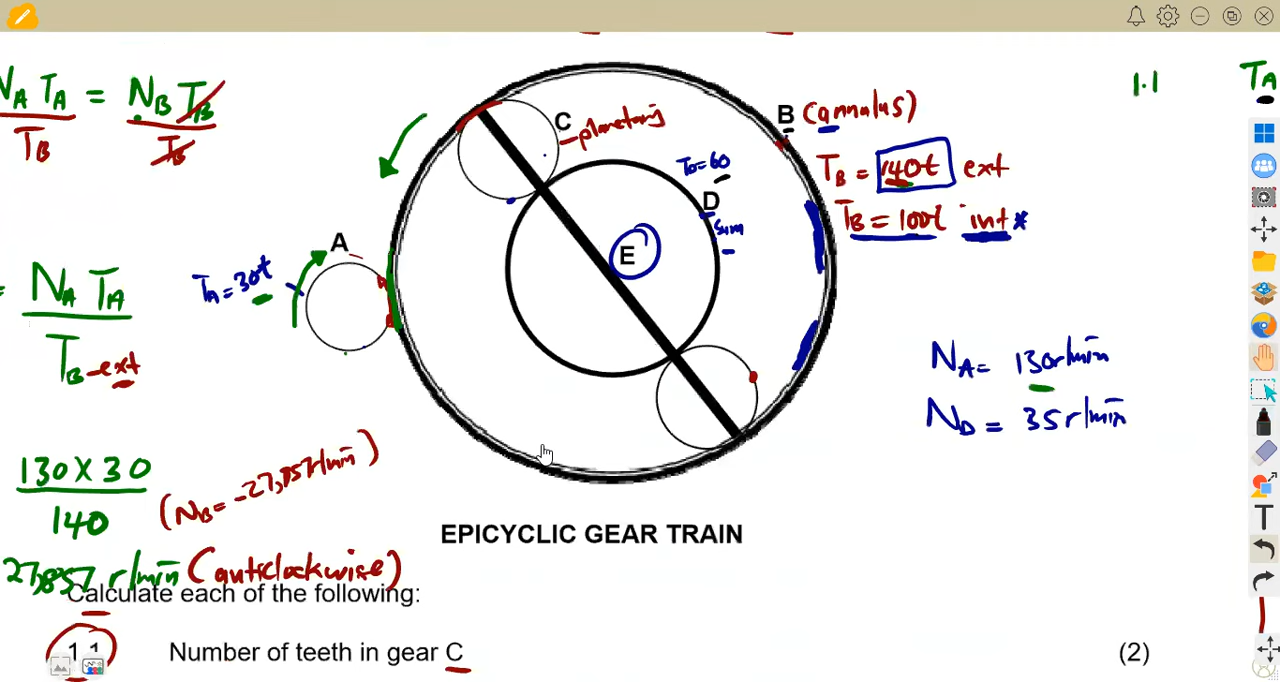 1.1 TA
NA TA = NB TB
TB TB
C
–planetary
B (annulus)
TB = 140t ext
TB = 100t int*
TD=60
D
Sun
E
A
TA=30t
= NA TA
TB-ext
NA= 130r/min
ND = 35r/min
130 X 30
140
(NB= -27,857r/min)
27,857 r/min (anticlockwise)
EPICYCLIC GEAR TRAIN
Calculate each of the following:
1.1 Number of teeth in gear C (2)